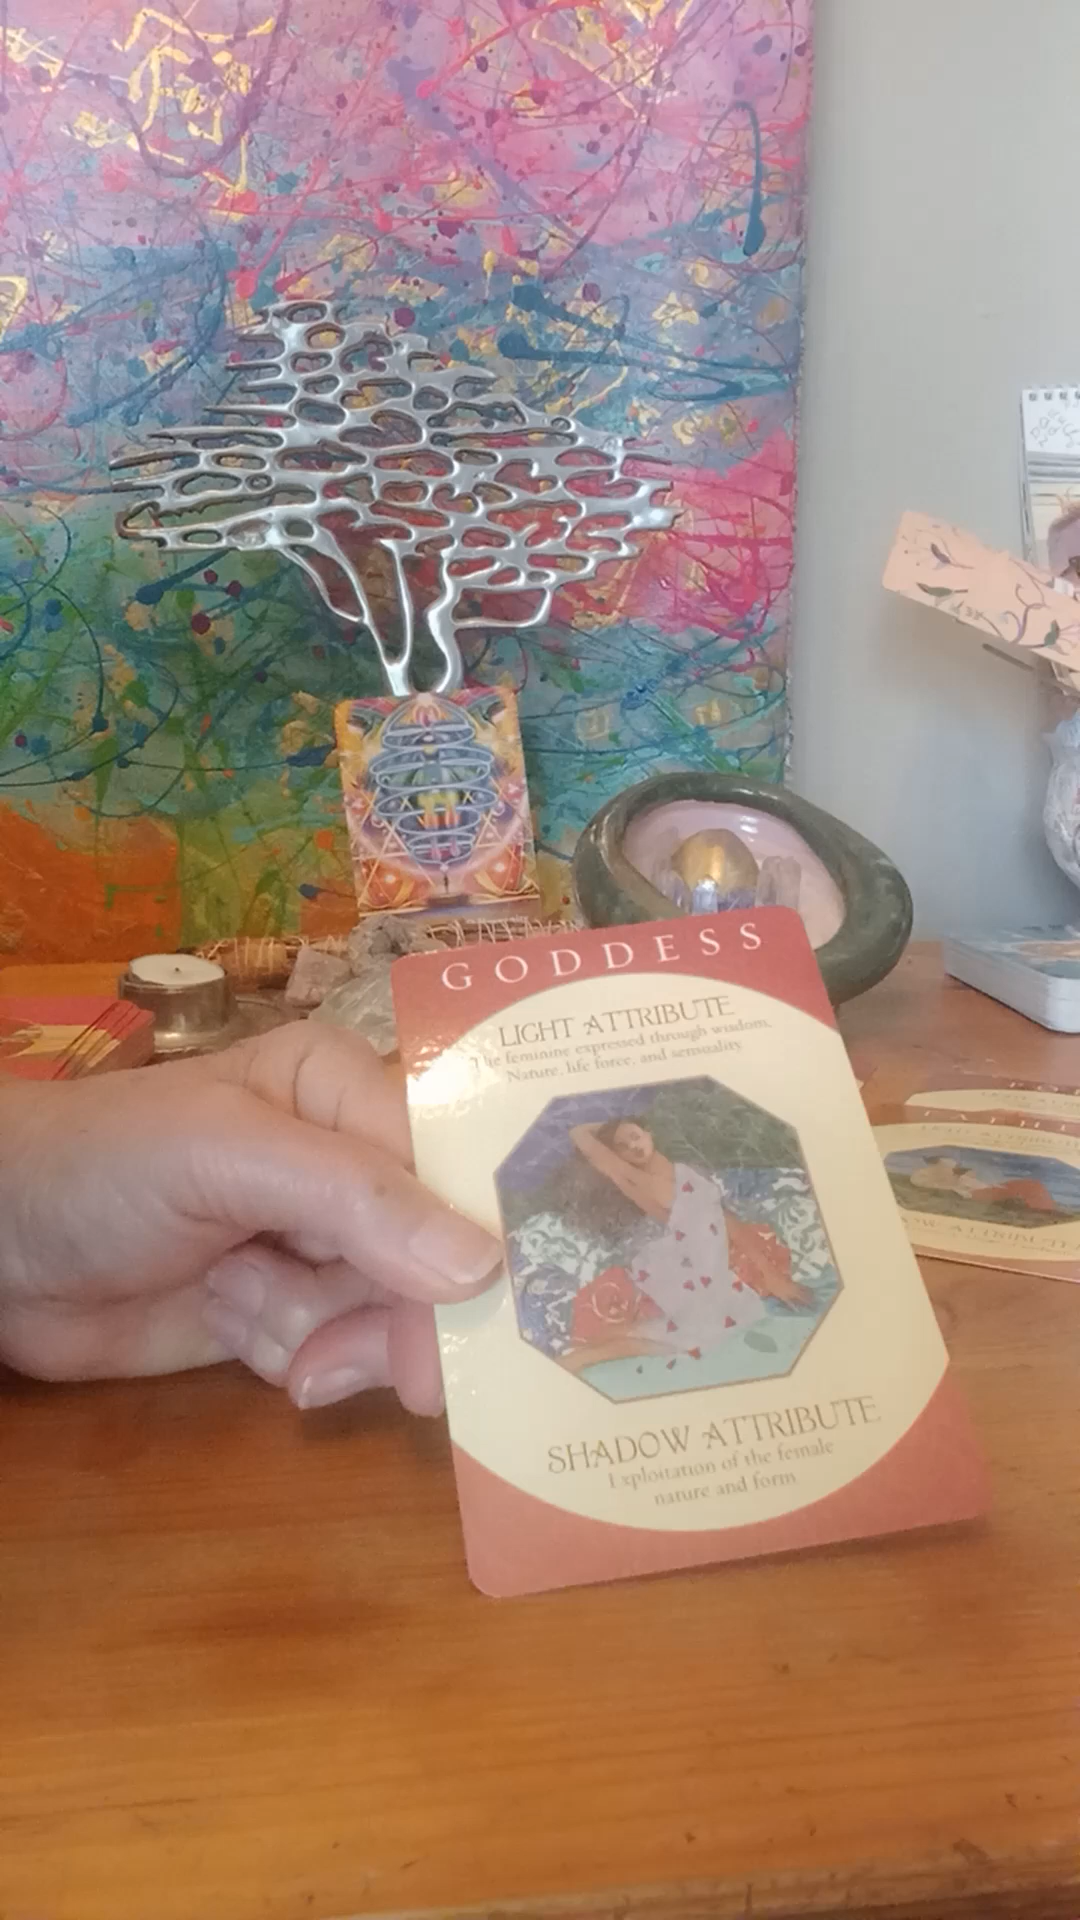 GODDESS
LIGHT ATTRIBUTE
The feminine expressed through wisdom,
Nature, life force, and sensuality
SHADOW ATTRIBUTE
Exploitation of the female
nature and form